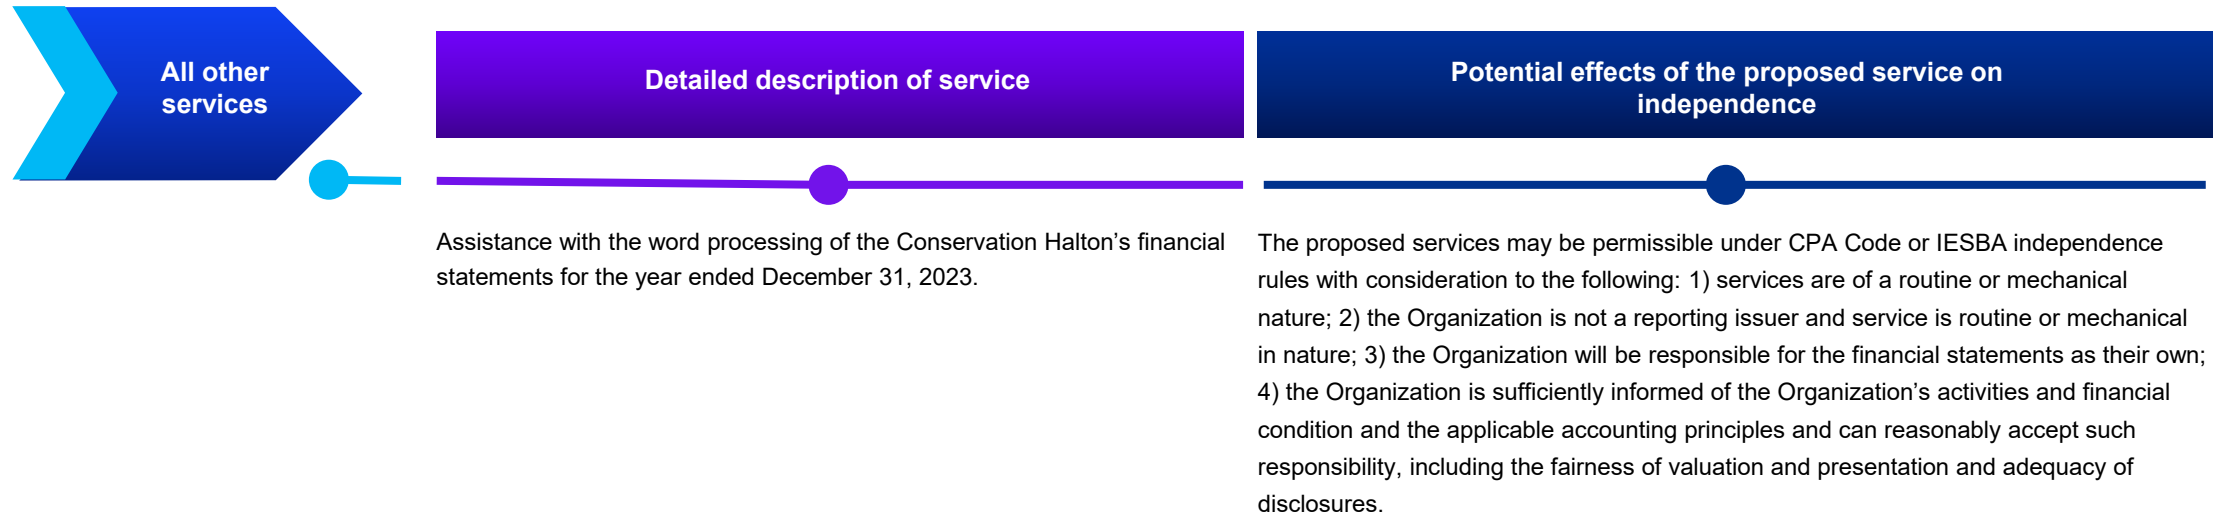 All other
services
Detailed description of service
Potential effects of the proposed service on
independence
Assistance with the word processing of the Conservation Halton’s financial
statements for the year ended December 31, 2023.
The proposed services may be permissible under CPA Code or IESBA independence
rules with consideration to the following: 1) services are of a routine or mechanical
nature; 2) the Organization is not a reporting issuer and service is routine or mechanical
in nature; 3) the Organization will be responsible for the financial statements as their own;
4) the Organization is sufficiently informed of the Organization’s activities and financial
condition and the applicable accounting principles and can reasonably accept such
responsibility, including the fairness of valuation and presentation and adequacy of
disclosures.